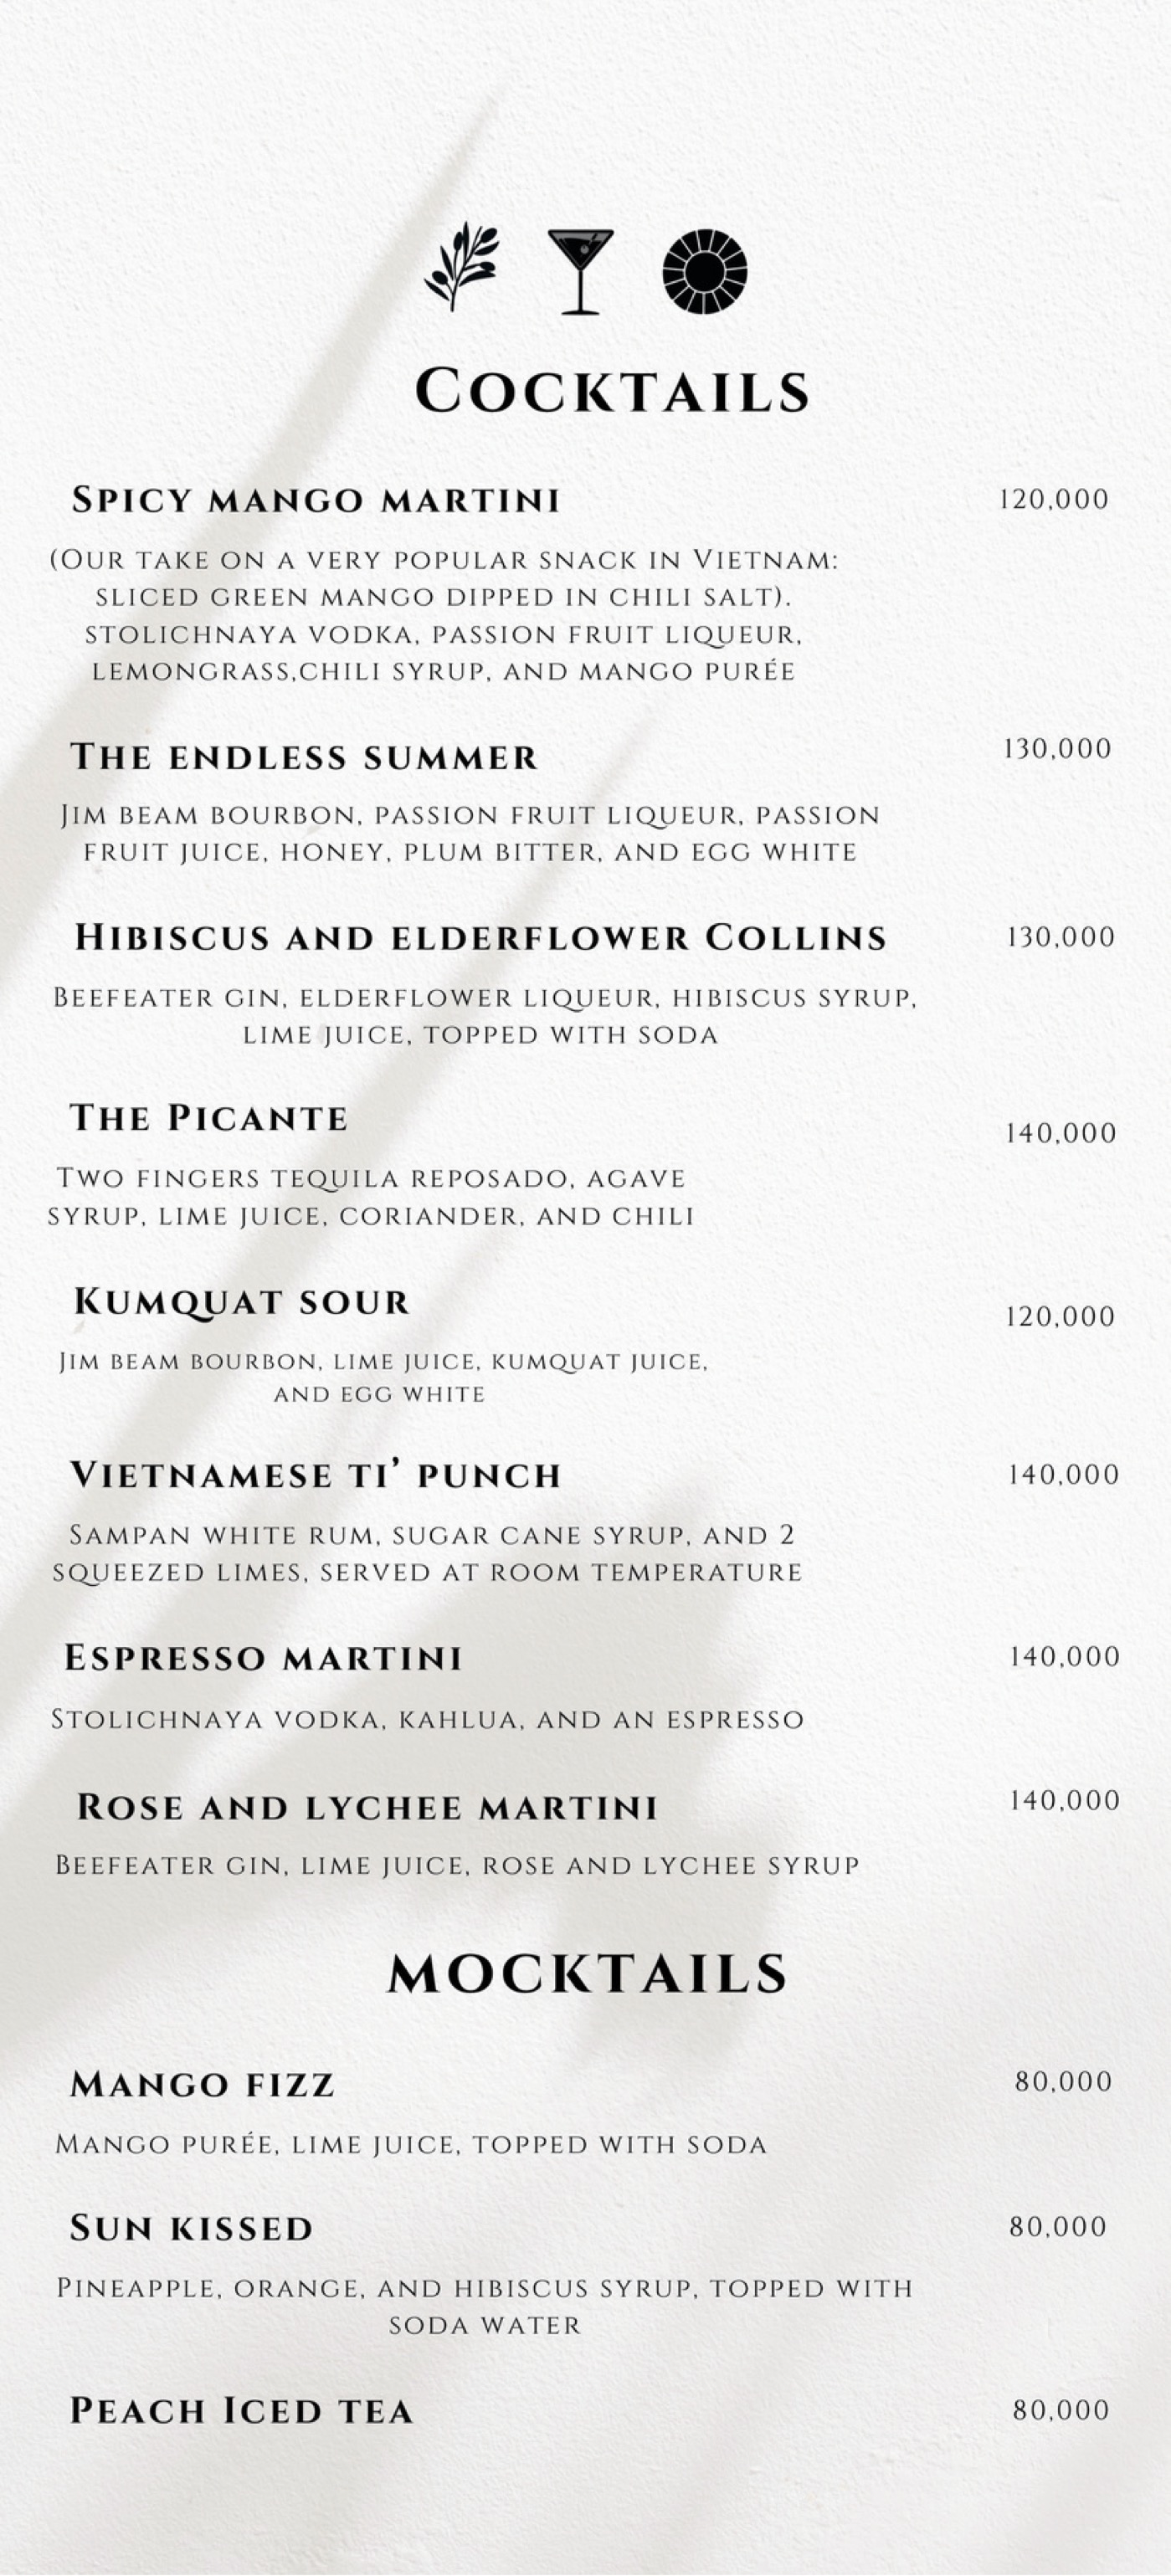 Cocktails
Spicy mango martini 120,000
(Our take on a very popular snack in Vietnam:
sliced green mango dipped in chili salt).
stolichnaya vodka, passion fruit liqueur,
lemongrass,chili syrup, and mango purée
The endless summer 130,000
Jim beam bourbon, passion fruit liqueur, passion
fruit juice, honey, plum bitter, and egg white
Hibiscus and elderflower Collins 130,000
Beefeater gin, elderflower liqueur, hibiscus syrup,
lime juice, topped with soda
The Picante 140,000
Two fingers tequila reposado, agave
syrup, lime juice, coriander, and chili
Kumquat sour 120,000
Jim beam bourbon, lime juice, kumquat juice,
and egg white
Vietnamese ti’ punch 140,000
Sampan white rum, sugar cane syrup, and 2
squeezed limes, served at room temperature
Espresso martini 140,000
Stolichnaya vodka, kahlua, and an espresso
Rose and lychee martini 140,000
Beefeater gin, lime juice, rose and lychee syrup
mocktails
Mango fizz 80,000
Mango purée, lime juice, topped with soda
Sun kissed 80,000
Pineapple, orange, and hibiscus syrup, topped with
soda water
Peach Iced tea 80,000